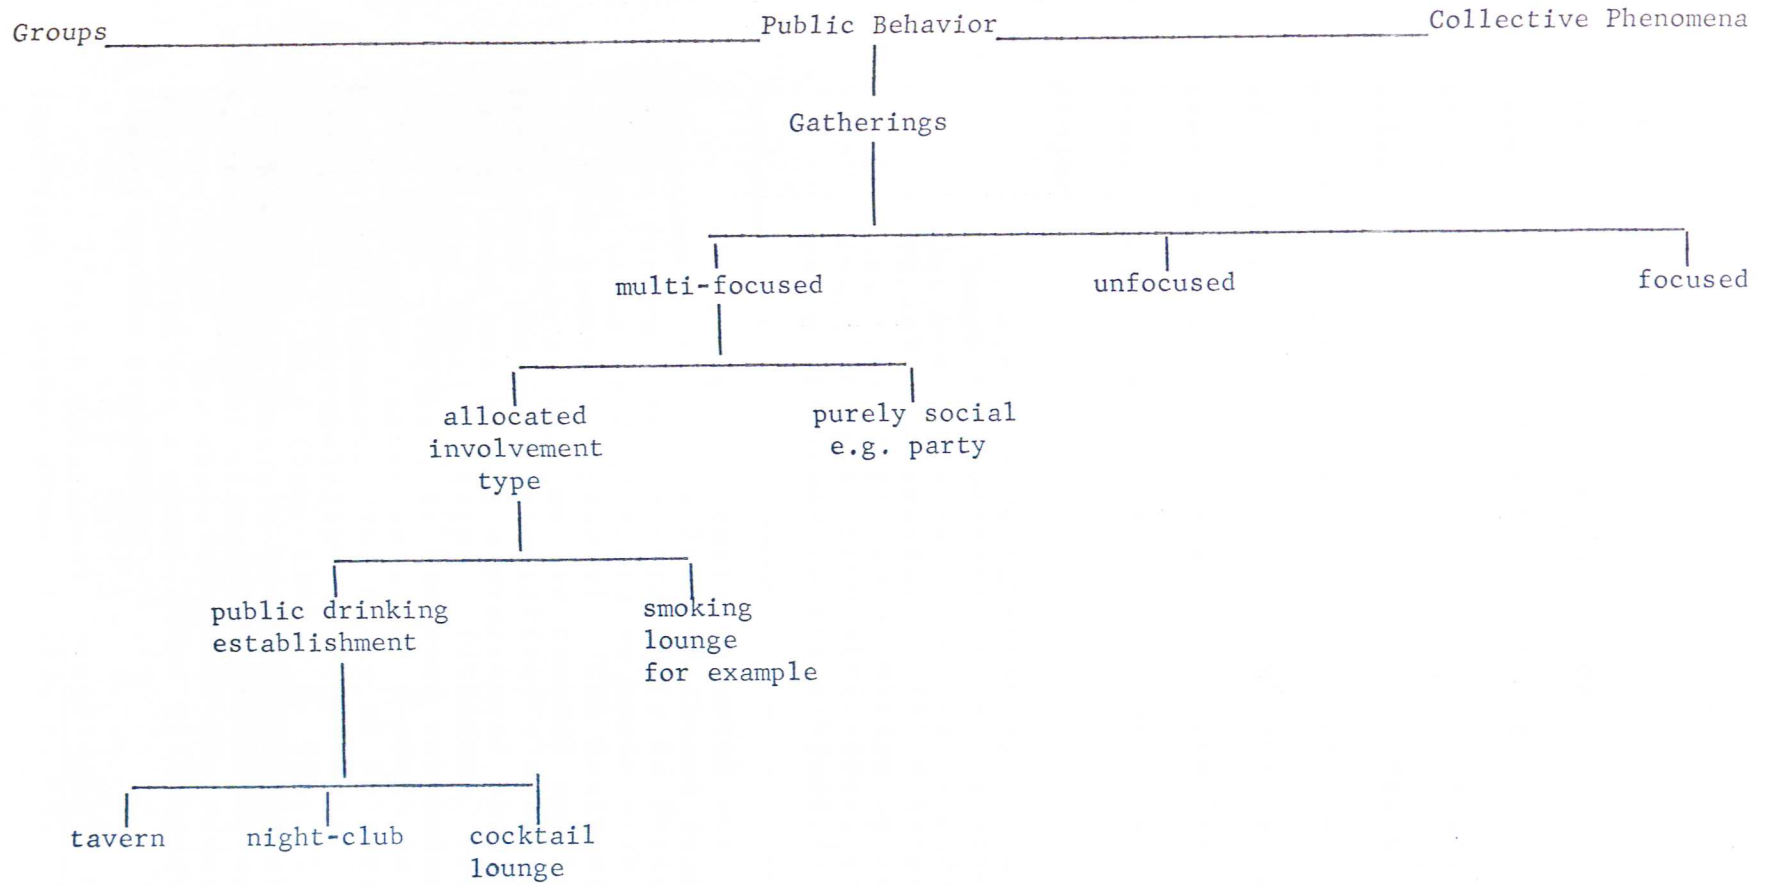 Groups Public Behavior Collective Phenomena
Gatherings
multi-focused unfocused focused
allocated
involvement
type
purely social
e.g. party
public drinking
establishment
smoking
lounge
for example
tavern night-club cocktail
lounge